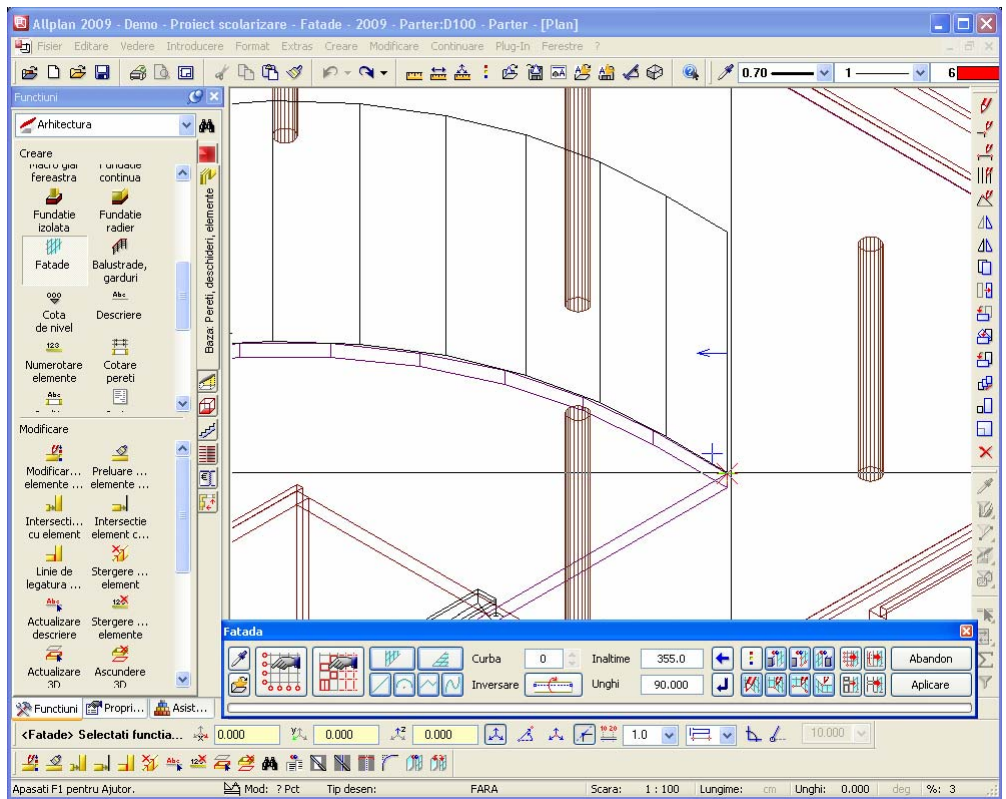 Allplan 2009 - Demo - Proiect scolarizare - Fatade - 2009 - Parter:D100 - Parter - [Plan]
Fisier Editare Vedere Introducere Format Extras Creare Modificare Continuare Plug-In Ferestre ?
0.70 1 6
Functiuni
Arhitectura
Creare
fereastra continua
Fundatie izolata
Fundatie radier
Fatade
Balustrade, garduri
Cota de nivel
Abc
Descriere
123
Numerotare elemente
Cotare pereti
Abc
Baza: Pereti, deschideri, elemente
Modificare
Modificar... elemente ...
Preluare ... elemente ...
Intersecti... cu element
Intersectie element c...
Linie de legatura ...
Stergere ... element
Actualizare descriere
Stergere ... elemente
Actualizare 3D
Ascundere 3D
Functiuni Propri... Asist...
Fatada
Curba 0 Inaltime 355.0 Abandon
Inversare Unghi 90.000 Aplicare
<Fatade> Selectati functia... 0.000 0.000 0.000 1.0 10.000
Apasati F1 pentru Ajutor. Mod: ? Pct Tip desen: FARA Scara: 1 : 100 Lungime: cm Unghi: 0.000 deg %: 3